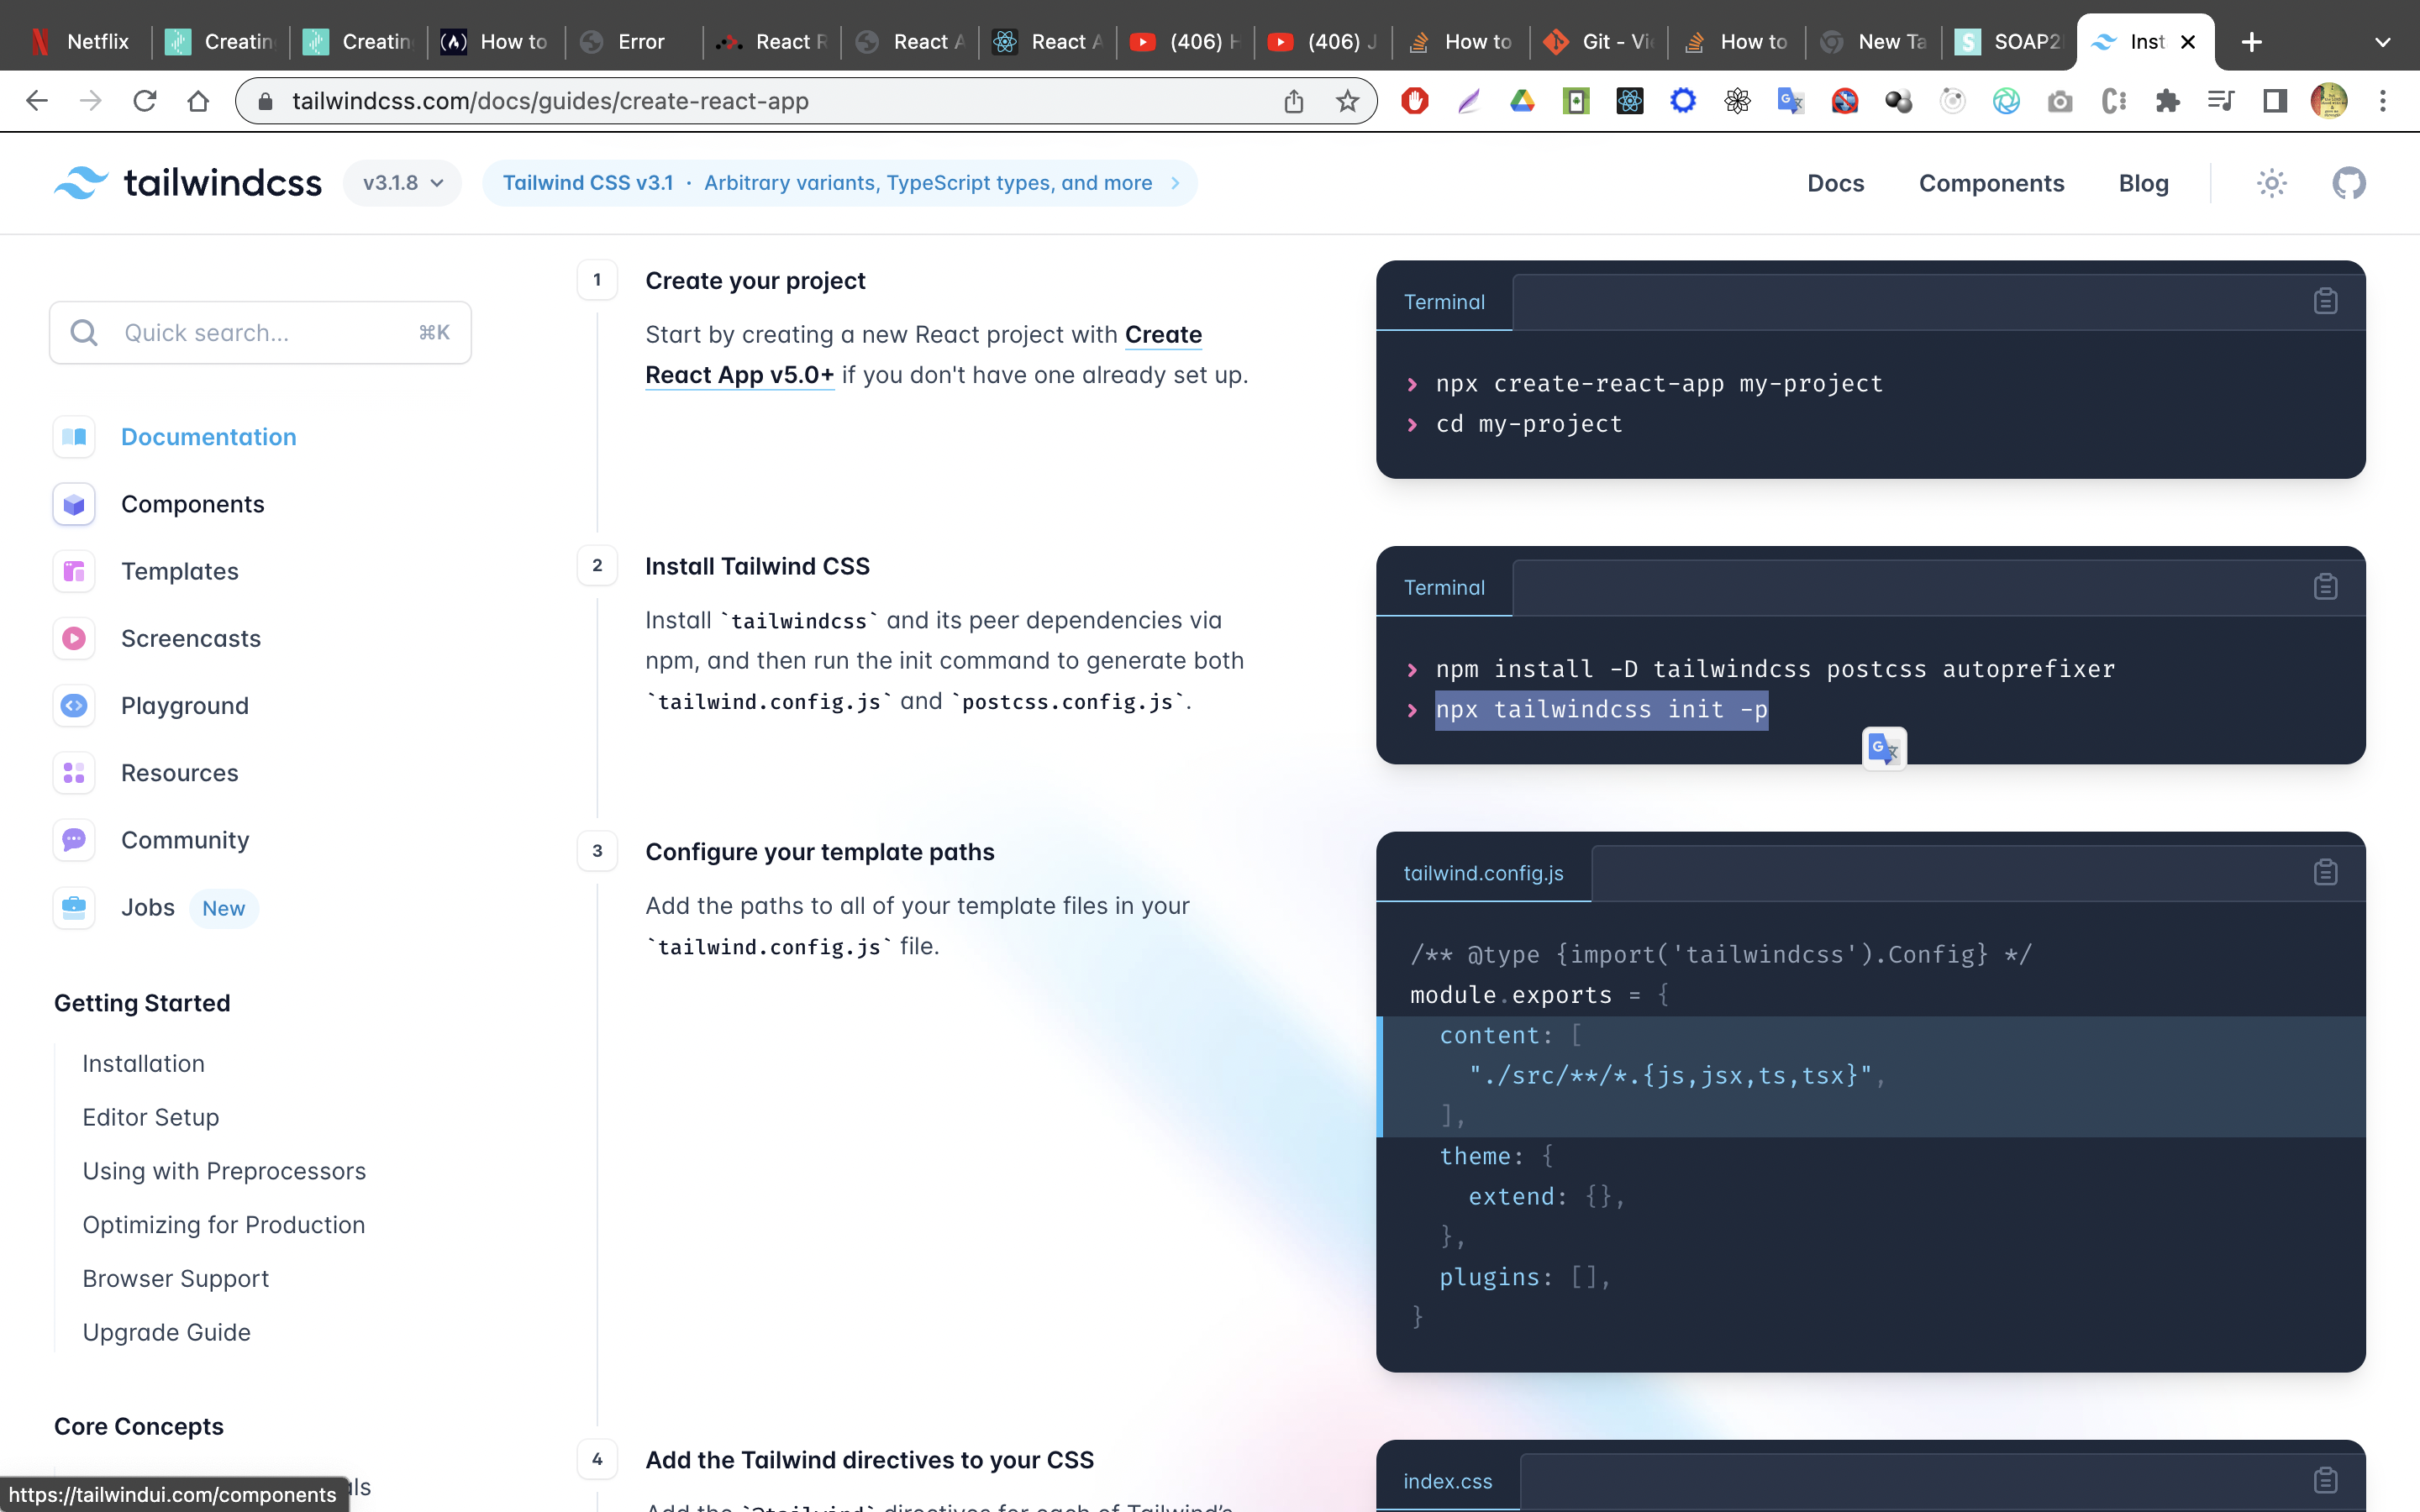 Netflix
Creatin
Creatin
How to
Error
React R
React A
React A
(406) H
(406) J
How to
Git - Vi
How to
New Ta
SOAP2
Inst
tailwindcss.com/docs/guides/create-react-app
tailwindcss
v3.1.8
Tailwind CSS v3.1 · Arbitrary variants, TypeScript types, and more
Docs
Components
Blog
Quick search...
⌘K
Documentation
Components
Templates
Screencasts
Playground
Resources
Community
Jobs New
Getting Started
Installation
Editor Setup
Using with Preprocessors
Optimizing for Production
Browser Support
Upgrade Guide
Core Concepts
https://tailwindui.com/components
1
Create your project
Start by creating a new React project with Create
React App v5.0+ if you don't have one already set up.
Terminal
> npx create-react-app my-project
> cd my-project
2
Install Tailwind CSS
Install `tailwindcss` and its peer dependencies via
npm, and then run the init command to generate both
`tailwind.config.js` and `postcss.config.js`.
Terminal
> npm install -D tailwindcss postcss autoprefixer
> npx tailwindcss init -p
3
Configure your template paths
Add the paths to all of your template files in your
`tailwind.config.js` file.
tailwind.config.js
/** @type {import('tailwindcss').Config} */
module.exports = {
content: [
"./src/**/*.{js,jsx,ts,tsx}",
],
theme: {
extend: {},
},
plugins: [],
}
4
Add the Tailwind directives to your CSS
Add the `@tailwind` directives for each of Tailwind's
index.css